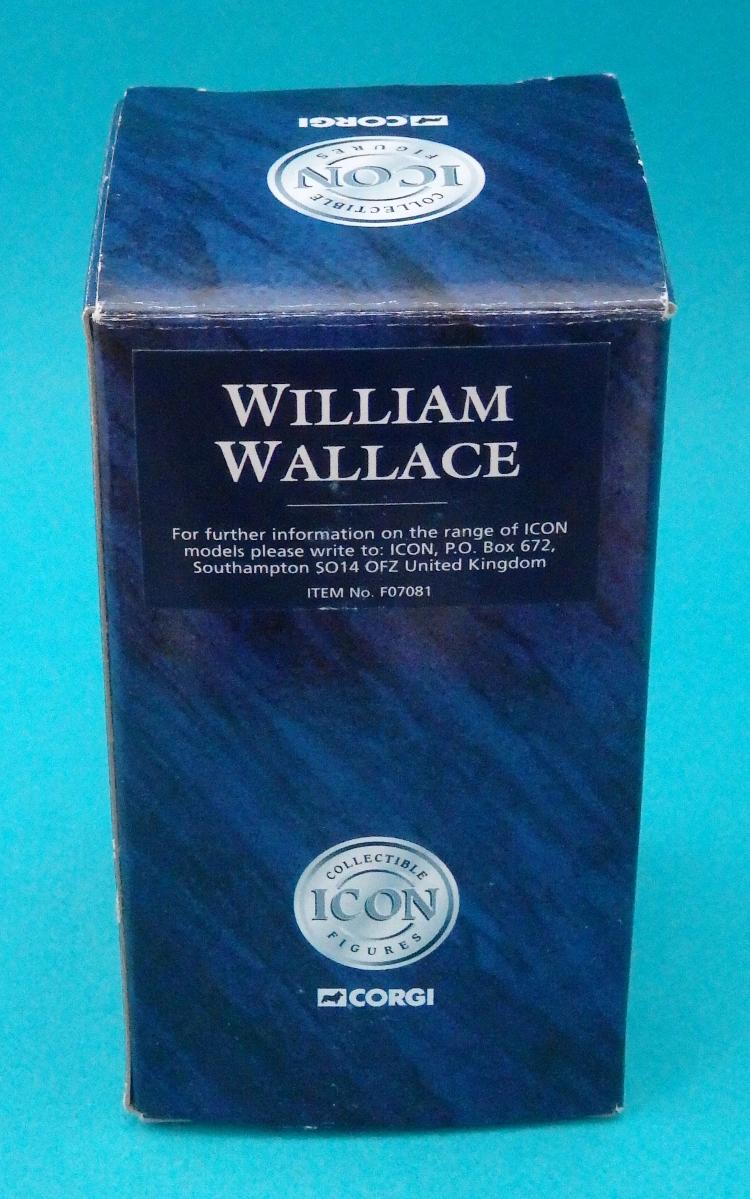 CORGI
COLLECTIBLE
ICON
FIGURES
WILLIAM
WALLACE
For further information on the range of ICON
models please write to: ICON, P.O. Box 672,
Southampton SO14 OFZ United Kingdom
ITEM No. F07081
COLLECTIBLE
ICON
FIGURES
CORGI